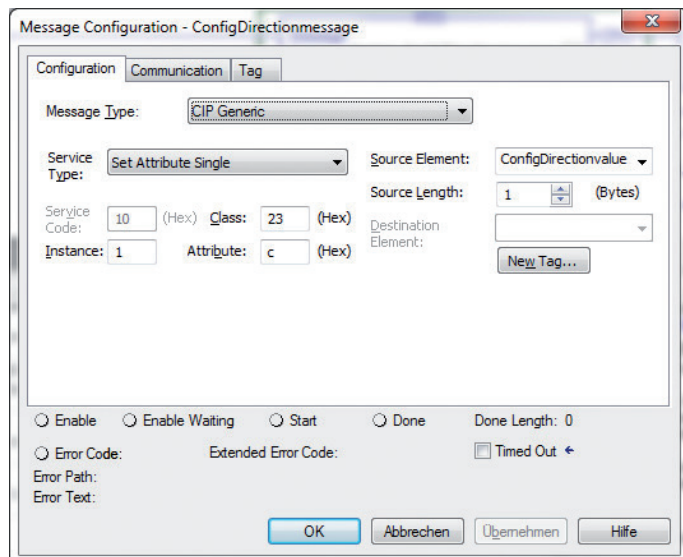 Message Configuration - ConfigDirectionmessage
Configuration Communication Tag
Message Type: CIP Generic
Service Type: Set Attribute Single
Source Element: ConfigDirectionvalue
Source Length: 1 (Bytes)
Service Code: 10 (Hex) Class: 23 (Hex)
Destination Element:
Instance: 1 Attribute: c (Hex)
New Tag...
Enable Enable Waiting Start Done Done Length: 0
Error Code: Extended Error Code: Timed Out
Error Path:
Error Text:
OK Abbrechen Übernehmen Hilfe